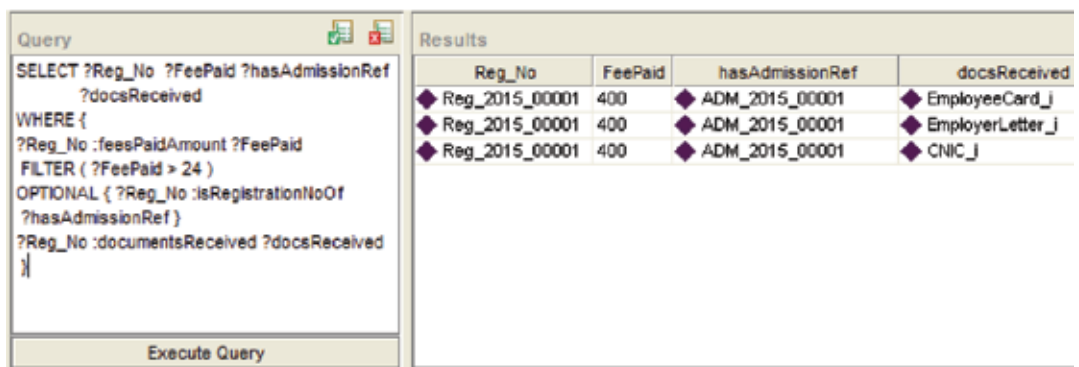 Query
SELECT ?Reg_No ?FeePaid ?hasAdmissionRef
?docsReceived
WHERE {
?Reg_No :feesPaidAmount ?FeePaid
FILTER ( ?FeePaid > 24 )
OPTIONAL { ?Reg_No :isRegistrationNoOf
?hasAdmissionRef }
?Reg_No :documentsReceived ?docsReceived
}
Execute Query
Results
Reg_No FeePaid hasAdmissionRef docsReceived
Reg_2015_00001 400 ADM_2015_00001 EmployeeCard_i
Reg_2015_00001 400 ADM_2015_00001 EmployerLetter_i
Reg_2015_00001 400 ADM_2015_00001 CNIC_i